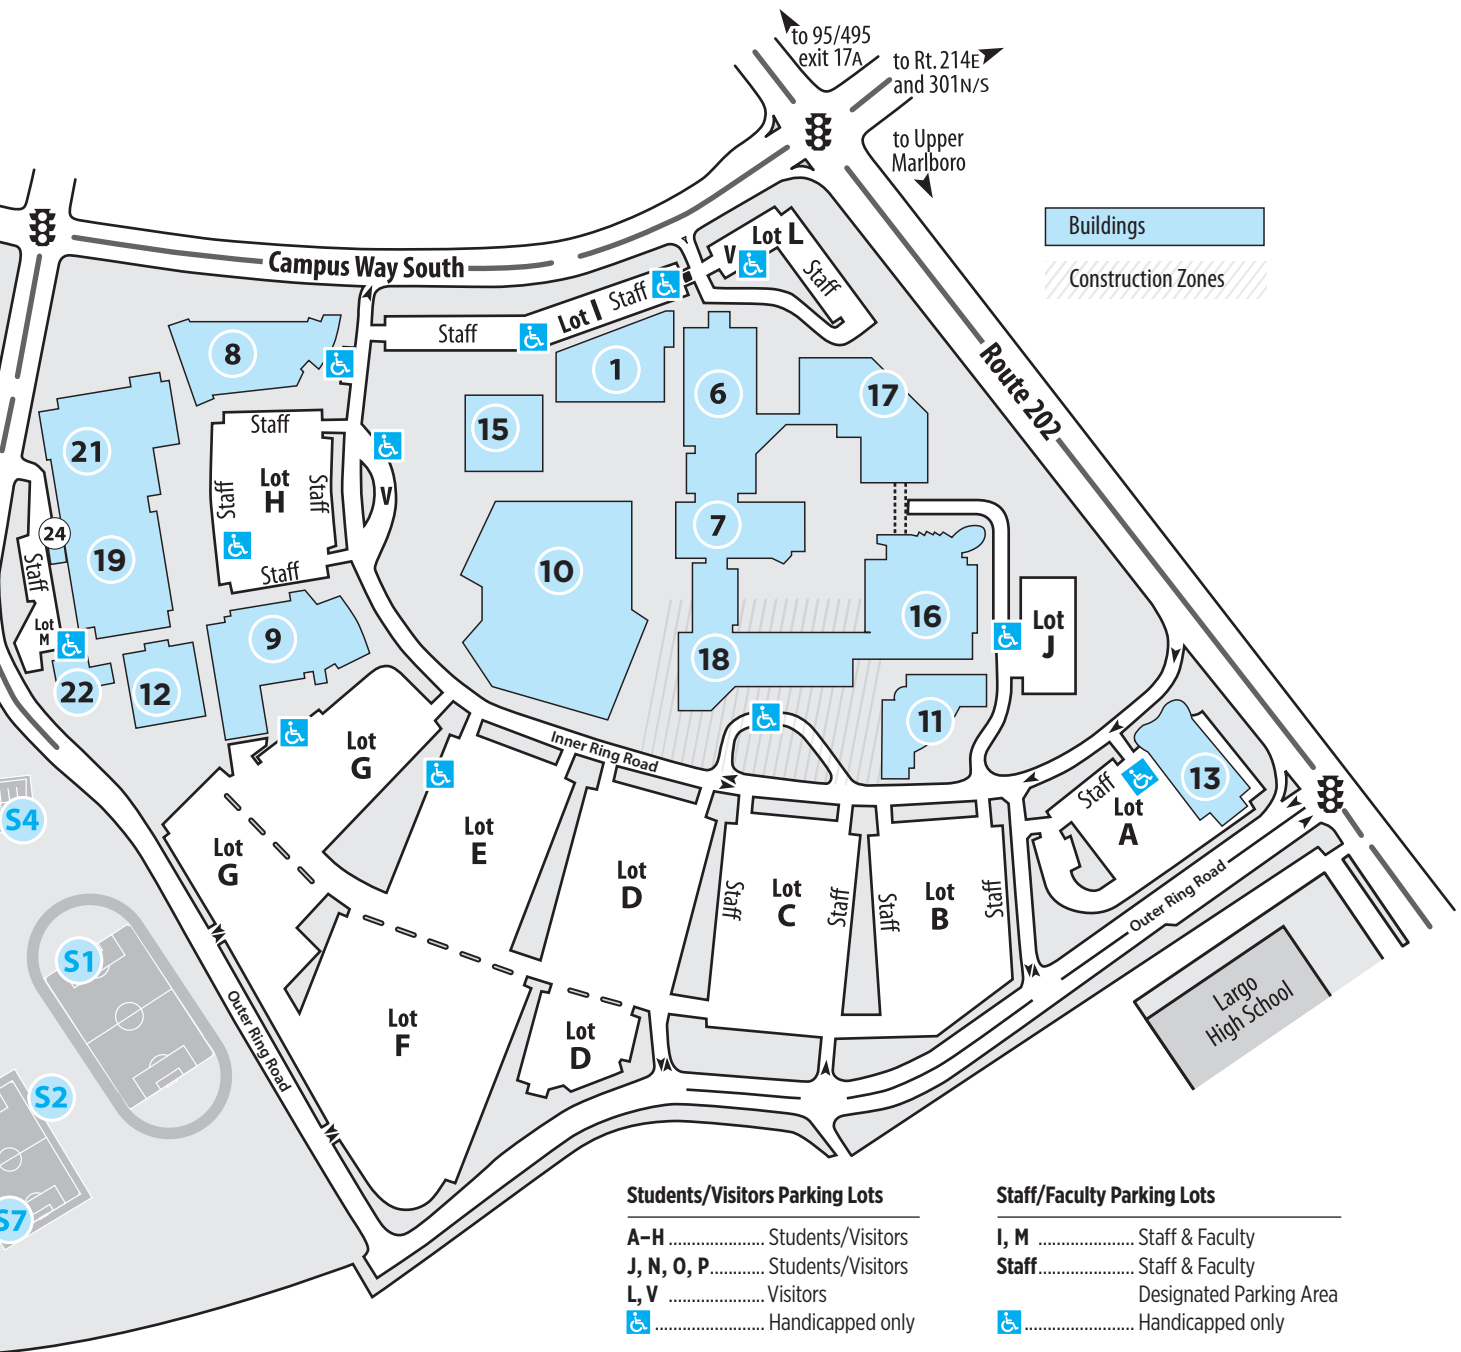 to 95/495
exit 17A
to Rt. 214E
and 301N/S
to Upper
Marlboro
Buildings
Construction Zones
Campus Way South
Route 202
Lot L
V
Staff
Lot I
Staff
Staff
8
1
6
17
15
21
Staff
Lot
H
Staff
Staff
Staff
V
24
19
7
10
16
Staff
Lot
M
9
18
Lot
J
22
12
11
13
Inner Ring Road
Lot
G
Staff
Lot
A
S4
Lot
G
Lot
E
Lot
D
Staff
Lot
C
Staff
Staff
Lot
B
Staff
Outer Ring Road
S1
Outer Ring Road
Lot
F
Lot
D
Largo
High School
S2
S7
Students/Visitors Parking Lots
A–H ..................... Students/Visitors
J, N, O, P............ Students/Visitors
L, V ..................... Visitors
........................ Handicapped only
Staff/Faculty Parking Lots
I, M ..................... Staff & Faculty
Staff..................... Staff & Faculty
Designated Parking Area
........................ Handicapped only